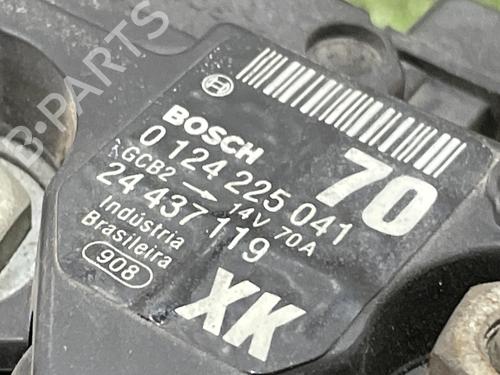 BOSCH
70
0 124 225 041
GCB2 → 14V 70A
24 437 119
Indústria
Brasileira
908
XK
B-PARTS